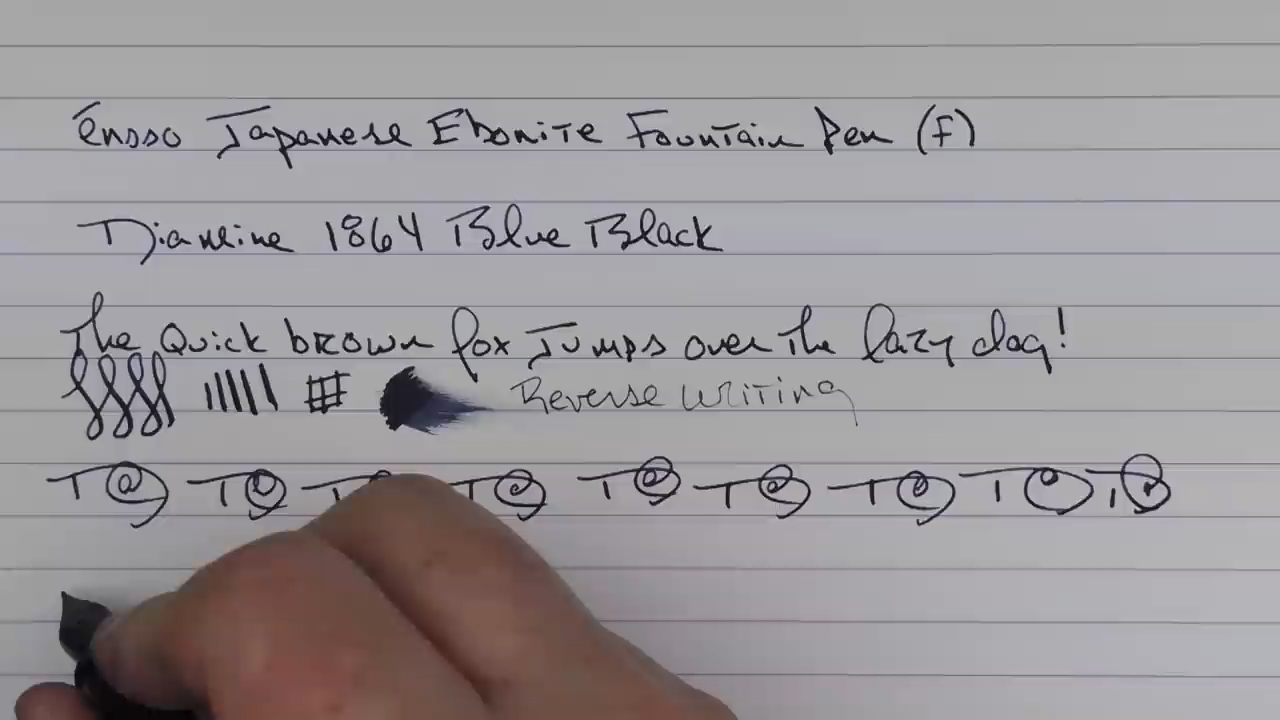 ēnsso Japanese Ebonite Fountain Pen (F)
Diamine 1864 Blue Black
The Quick brown fox Jumps over the lazy dog!
Reverse writing